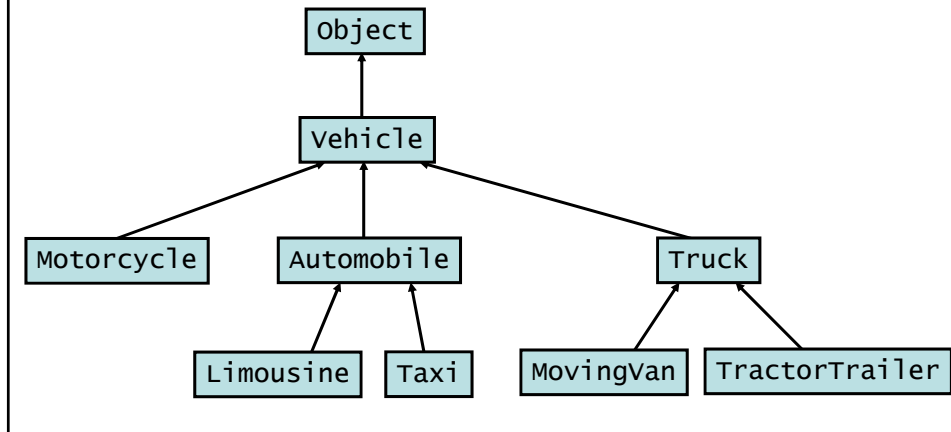 Object
Vehicle
Motorcycle
Automobile
Truck
Limousine
Taxi
MovingVan
TractorTrailer